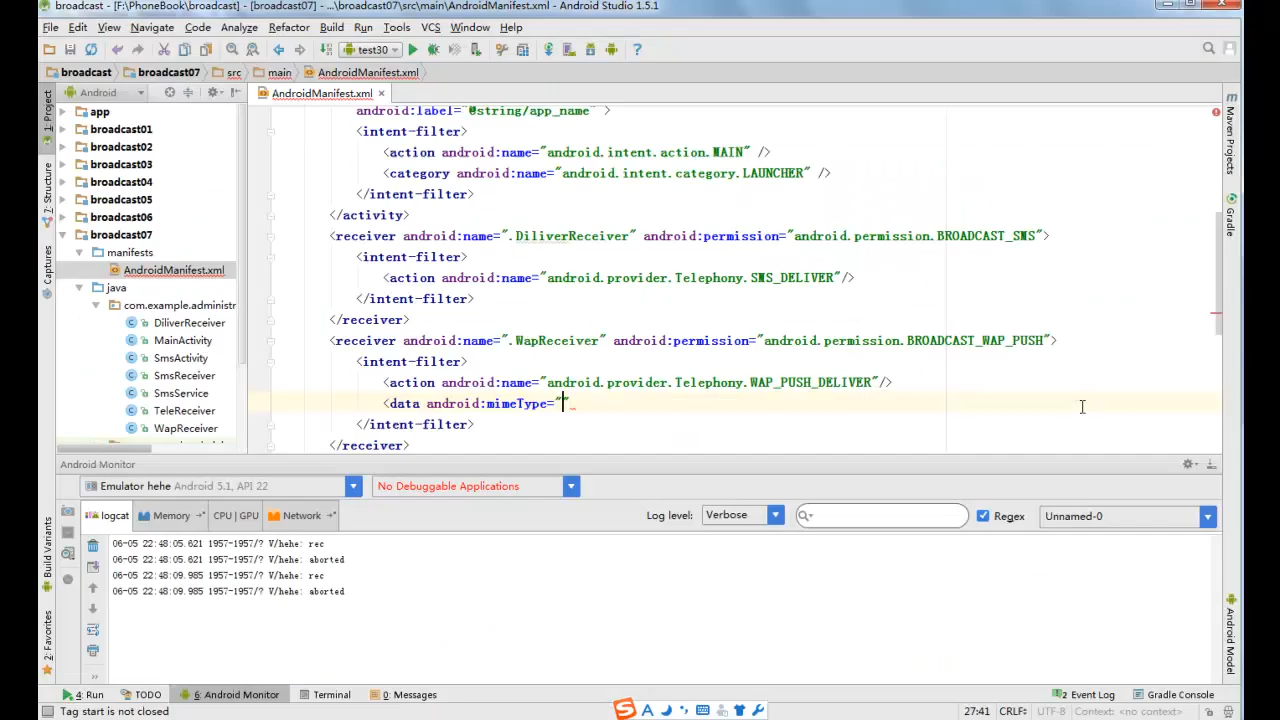 broadcast - [F:\PhoneBook\broadcast] - [broadcast07] - ...\broadcast07\src\main\AndroidManifest.xml - Android Studio 1.5.1
File Edit View Navigate Code Analyze Refactor Build Run Tools VCS Window Help
test30
broadcast broadcast07 src main AndroidManifest.xml
Android
AndroidManifest.xml
1: Project
7: Structure
Captures
Build Variants
2: Favorites
app
broadcast01
broadcast02
broadcast03
broadcast04
broadcast05
broadcast06
broadcast07
manifests
AndroidManifest.xml
java
com.example.administr
DiliverReceiver
MainActivity
SmsActivity
SmsReceiver
SmsService
TeleReceiver
WapReceiver
android:label="@string/app_name" >
<intent-filter>
<action android:name="android.intent.action.MAIN" />
<category android:name="android.intent.category.LAUNCHER" />
</intent-filter>
</activity>
<receiver android:name=".DiliverReceiver" android:permission="android.permission.BROADCAST_SMS">
<intent-filter>
<action android:name="android.provider.Telephony.SMS_DELIVER"/>
</intent-filter>
</receiver>
<receiver android:name=".WapReceiver" android:permission="android.permission.BROADCAST_WAP_PUSH">
<intent-filter>
<action android:name="android.provider.Telephony.WAP_PUSH_DELIVER"/>
<data android:mimeType=""
</intent-filter>
</receiver>
Maven Projects
Gradle
Android Model
Android Monitor
Emulator hehe Android 5.1, API 22
No Debuggable Applications
logcat Memory CPU | GPU Network
Log level: Verbose
Regex
Unnamed-0
06-05 22:48:05.621 1957-1957/? V/hehe: rec
06-05 22:48:05.621 1957-1957/? V/hehe: aborted
06-05 22:48:09.985 1957-1957/? V/hehe: rec
06-05 22:48:09.985 1957-1957/? V/hehe: aborted
4: Run TODO 6: Android Monitor Terminal 0: Messages
2 Event Log Gradle Console
Tag start is not closed
27:41 CRLF÷ UTF-8 Context: <no context>